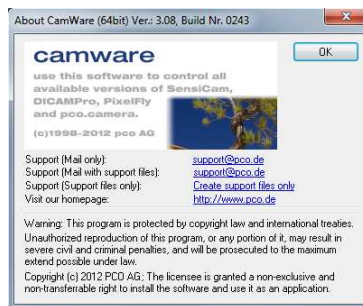 About CamWare (64bit) Ver.: 3.08, Build Nr. 0243
OK
camware
use this software to control all
available versions of SensiCam,
DICAMPro, PixelFly
and pco.camera.
(c)1998-2012 pco AG
Support (Mail only): support@pco.de
Support (Mail with support files): support@pco.de
Support (Support files only): Create support files only
Visit our homepage: http://www.pco.de
Warning: This program is protected by copyright law and international treaties.
Unauthorized reproduction of this program, or any portion of it, may result in
severe civil and criminal penalties, and will be prosecuted to the maximum
extend possible under law.
Copyright (c) 2012 PCO AG; The licensee is granted a non-exclusive and
non-transferrable right to install the software and use it as an application.